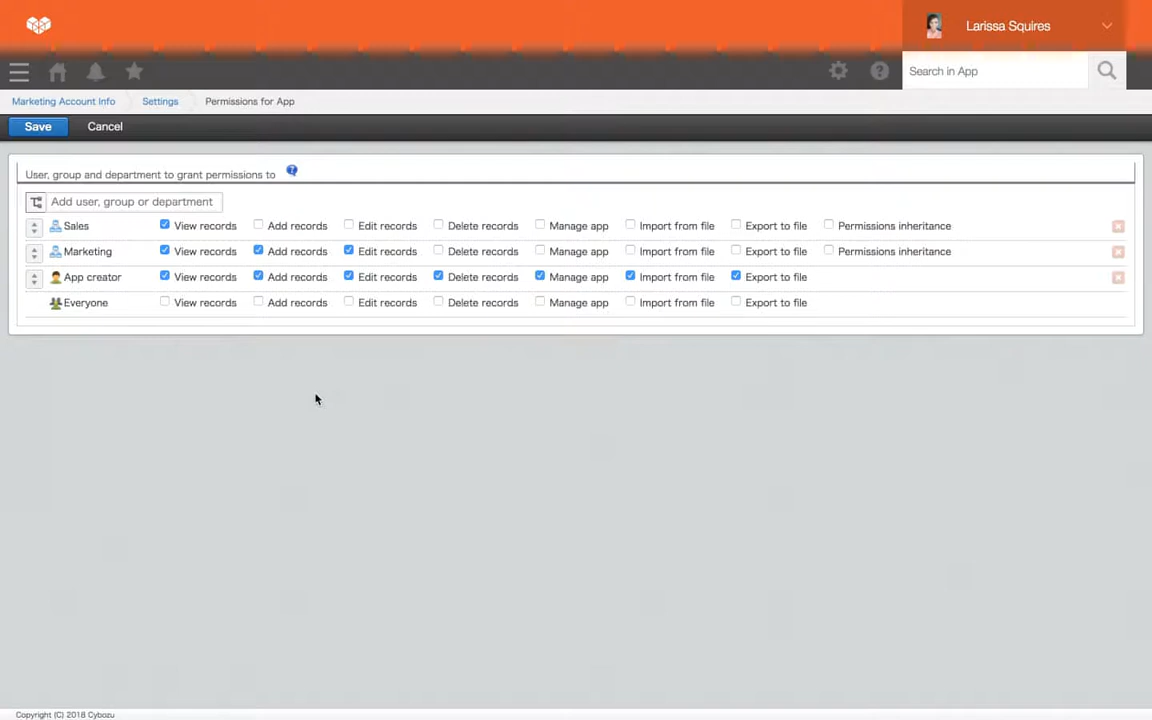 Larissa Squires
Search in App
Marketing Account Info Settings Permissions for App
Save Cancel
User, group and department to grant permissions to ?
Add user, group or department
Sales View records Add records Edit records Delete records Manage app Import from file Export to file Permissions inheritance
Marketing View records Add records Edit records Delete records Manage app Import from file Export to file Permissions inheritance
App creator View records Add records Edit records Delete records Manage app Import from file Export to file
Everyone View records Add records Edit records Delete records Manage app Import from file Export to file
Copyright (C) 2018 Cybozu